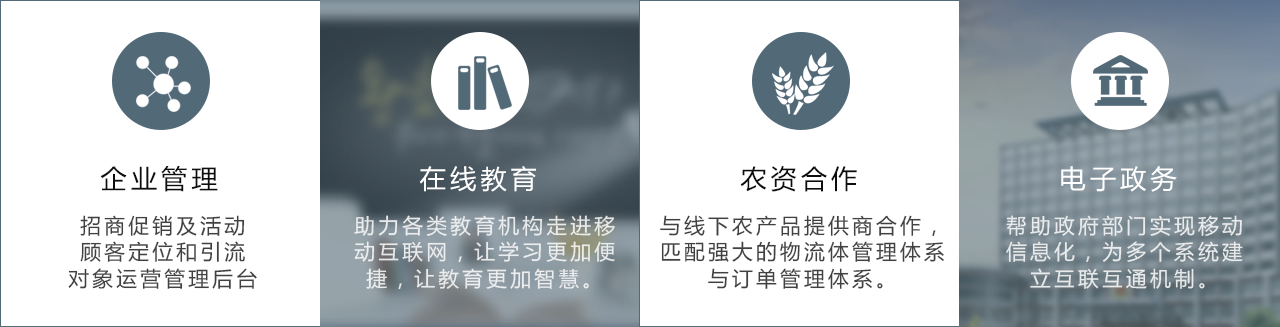 企业管理
招商促销及活动
顾客定位和引流
对象运营管理后台
在线教育
助力各类教育机构走进移
动互联网，让学习更加便
捷，让教育更加智慧。
农资合作
与线下农产品提供商合作，
匹配强大的物流体管理体系
与订单管理体系。
电子政务
帮助政府部门实现移动
信息化，为多个系统建
立互联互通机制。